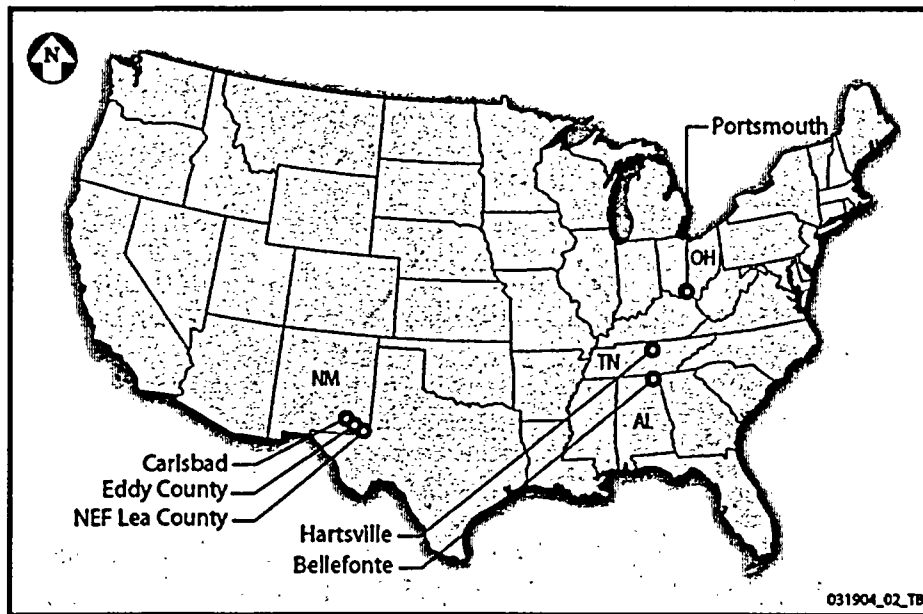 N
Portsmouth
OH
TN
NM
AL
Carlsbad
Eddy County
NEF Lea County
Hartsville
Bellefonte
031904_02_TB